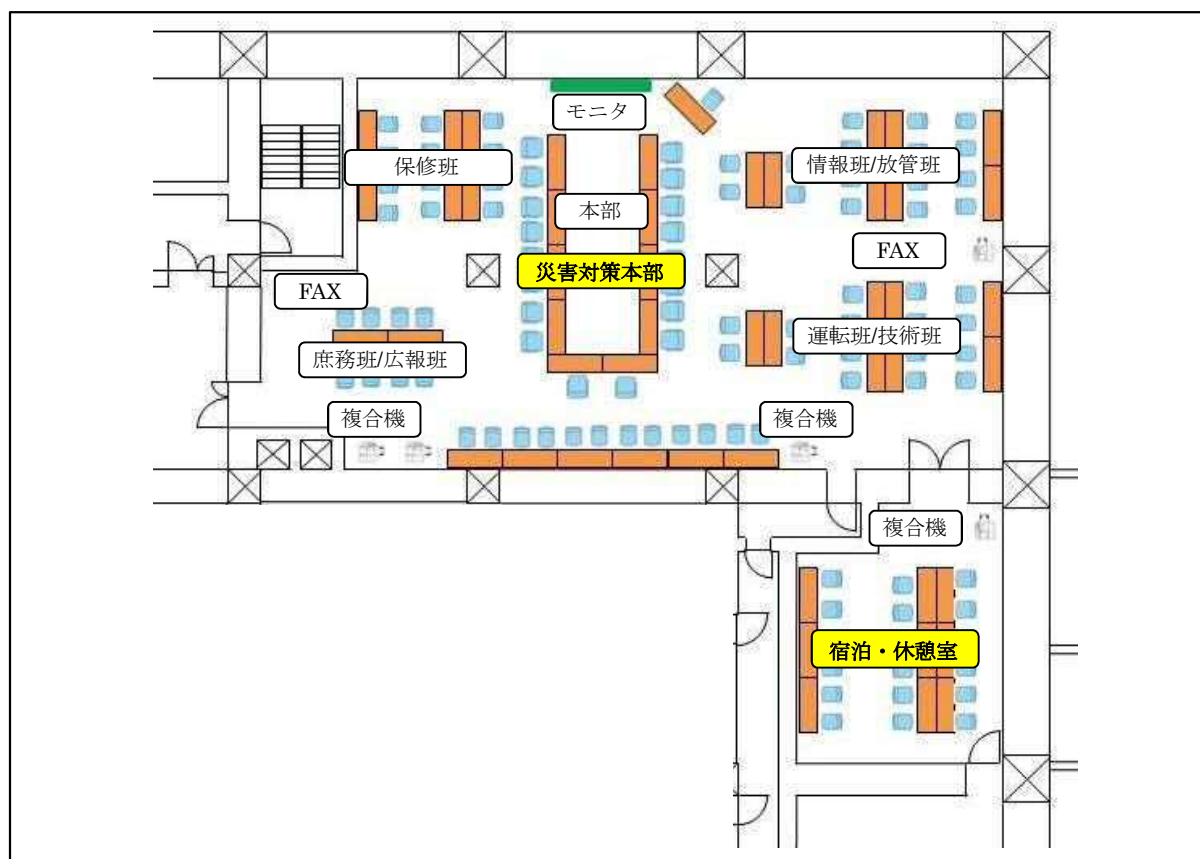 モニタ
保修班
情報班/放管班
本部
FAX
災害対策本部
FAX
運転班/技術班
庶務班/広報班
複合機
複合機
複合機
宿泊・休憩室